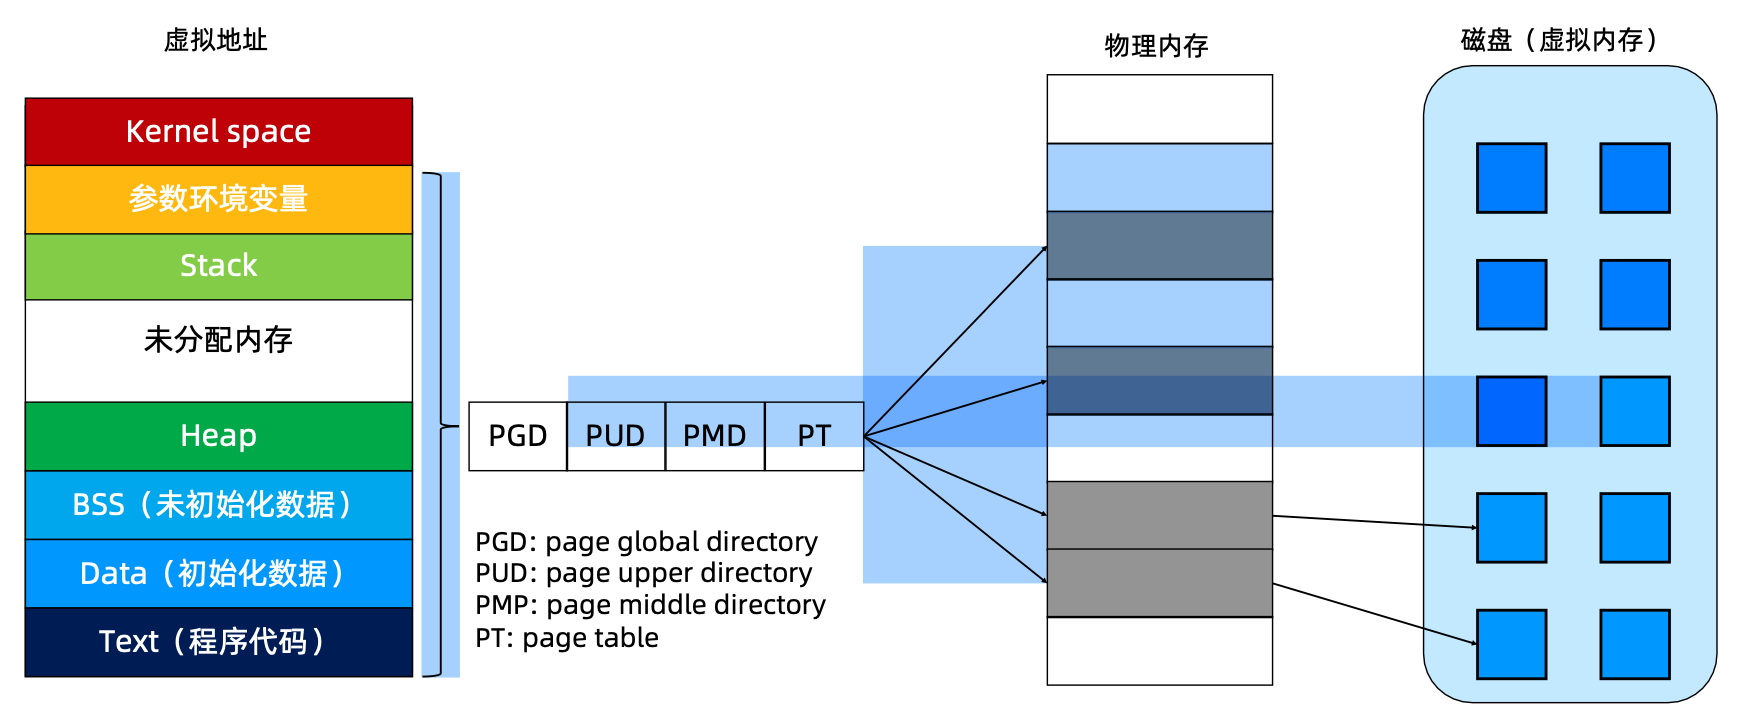 虚拟地址
物理内存
磁盘（虚拟内存）
Kernel space
参数环境变量
Stack
未分配内存
Heap
BSS（未初始化数据）
Data（初始化数据）
Text（程序代码）
PGD
PUD
PMD
PT
PGD: page global directory
PUD: page upper directory
PMP: page middle directory
PT: page table